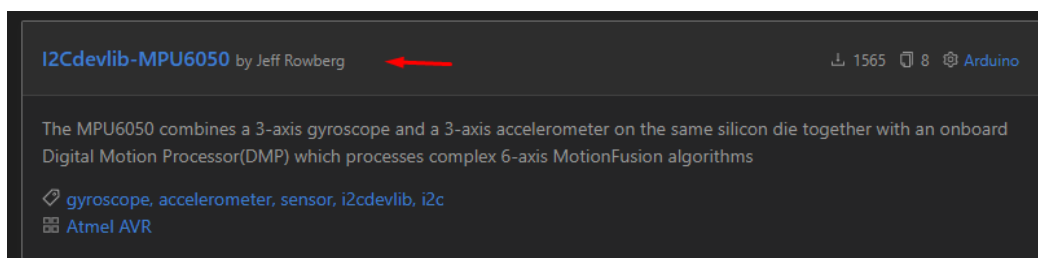 I2Cdevlib-MPU6050 by Jeff Rowberg 1565 8 Arduino
The MPU6050 combines a 3-axis gyroscope and a 3-axis accelerometer on the same silicon die together with an onboard
Digital Motion Processor(DMP) which processes complex 6-axis MotionFusion algorithms
gyroscope, accelerometer, sensor, i2cdevlib, i2c
Atmel AVR